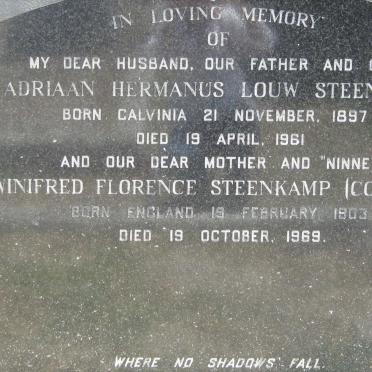 IN LOVING MEMORY
OF
MY DEAR HUSBAND, OUR FATHER AND
ADRIAAN HERMANUS LOUW STEEN
BORN CALVINIA 21 NOVEMBER, 1897
DIED 19 APRIL, 1961
AND OUR DEAR MOTHER AND "NINNE
WINIFRED FLORENCE STEENKAMP (CO
BORN ENGLAND 19 FEBRUARY 1903
DIED 19 OCTOBER, 1969.
WHERE NO SHADOWS FALL